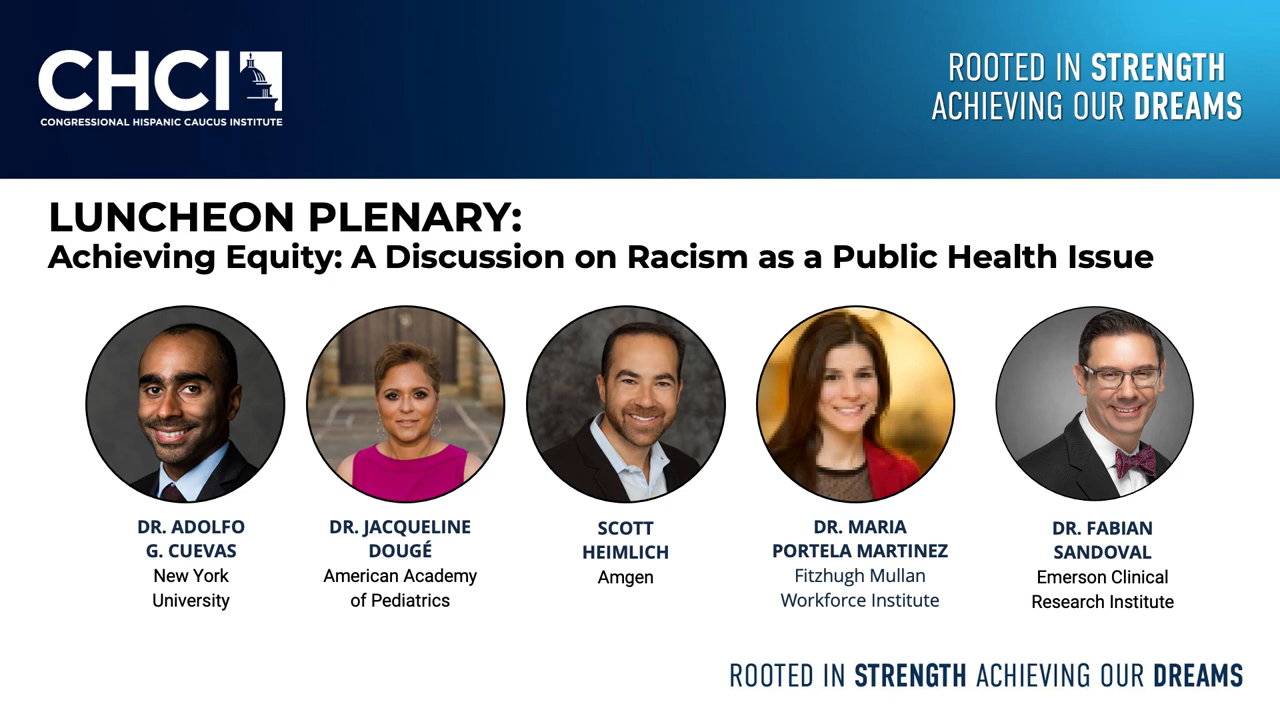 CHCI
CONGRESSIONAL HISPANIC CAUCUS INSTITUTE
ROOTED IN STRENGTH
ACHIEVING OUR DREAMS
LUNCHEON PLENARY:
Achieving Equity: A Discussion on Racism as a Public Health Issue
DR. ADOLFO
G. CUEVAS
New York
University
DR. JACQUELINE
DOUGÉ
American Academy
of Pediatrics
SCOTT
HEIMLICH
Amgen
DR. MARIA
PORTELA MARTINEZ
Fitzhugh Mullan
Workforce Institute
DR. FABIAN
SANDOVAL
Emerson Clinical
Research Institute
ROOTED IN STRENGTH ACHIEVING OUR DREAMS